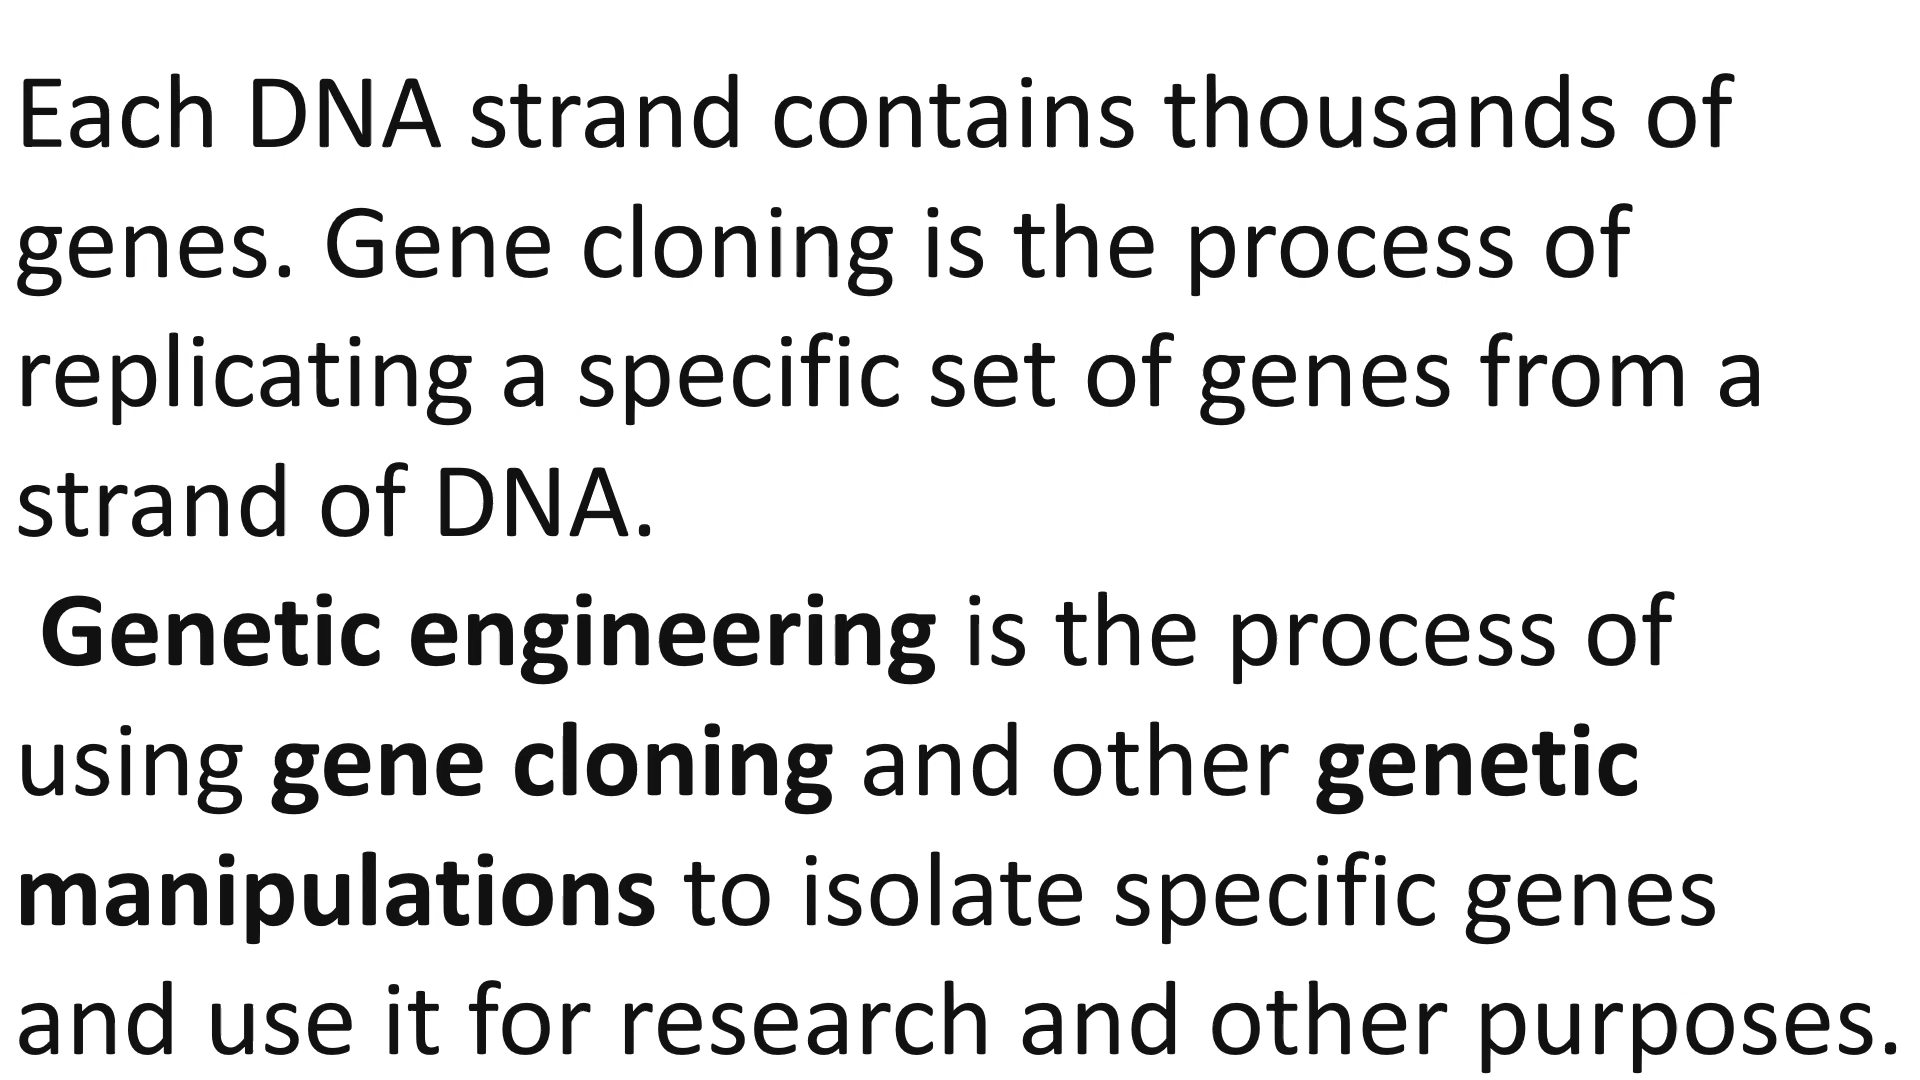 Each DNA strand contains thousands of
genes. Gene cloning is the process of
replicating a specific set of genes from a
strand of DNA.
Genetic engineering is the process of
using gene cloning and other genetic
manipulations to isolate specific genes
and use it for research and other purposes.